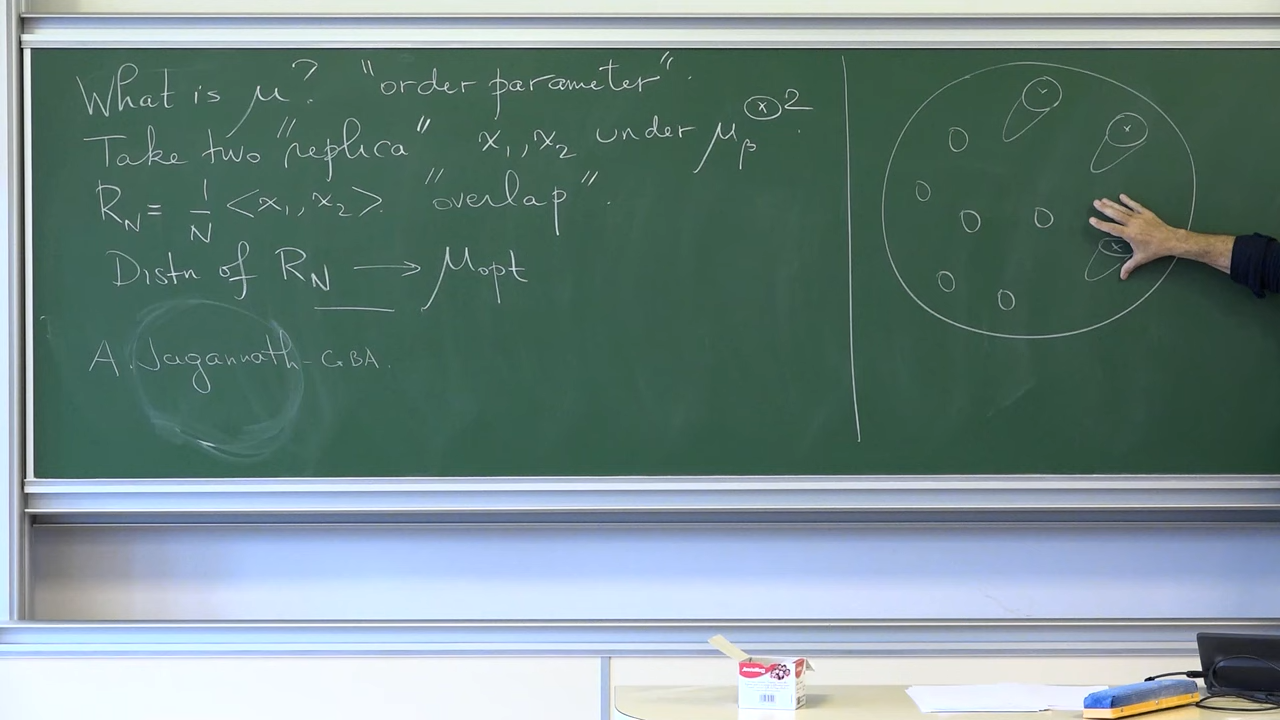 What is μ? "order parameter".
Take two "replica" x₁, x₂ under μ_β^⊗2.
R_N = 1/N <x₁, x₂>. "overlap".
Distn of R_N → μ_opt
A. Jagannath - GBA.